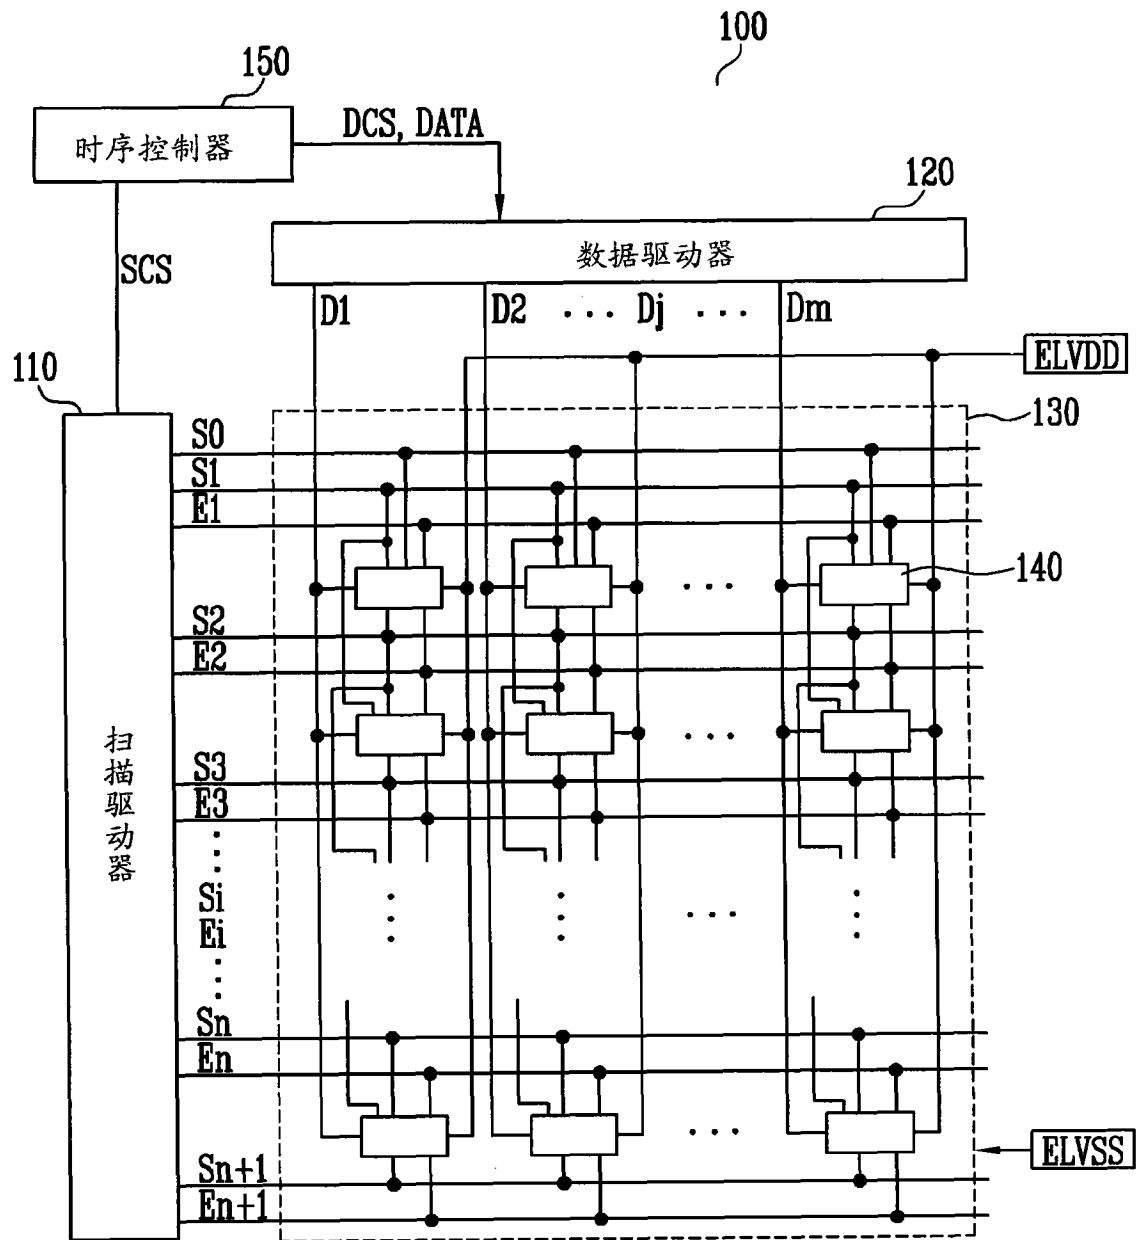 100
150
时序控制器
DCS, DATA
120
数据驱动器
SCS
D1 D2 ... Dj ... Dm
ELVDD
110
130
S0
S1
E1
140
...
S2
E2
...
扫描驱动器
S3
E3
Si
Ei
...
Sn
En
...
ELVSS
Sn+1
En+1